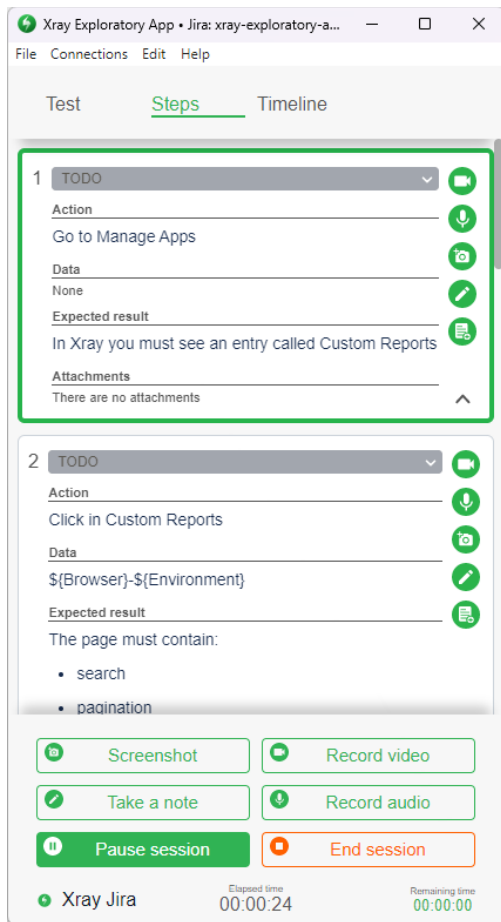 Xray Exploratory App • Jira: xray-exploratory-a...
File Connections Edit Help
Test Steps Timeline
1 TODO
Action
Go to Manage Apps
Data
None
Expected result
In Xray you must see an entry called Custom Reports
Attachments
There are no attachments
2 TODO
Action
Click in Custom Reports
Data
${Browser}-${Environment}
Expected result
The page must contain:
• search
• pagination
Screenshot Record video
Take a note Record audio
Pause session End session
Xray Jira
Elapsed time
00:00:24
Remaining time
00:00:00